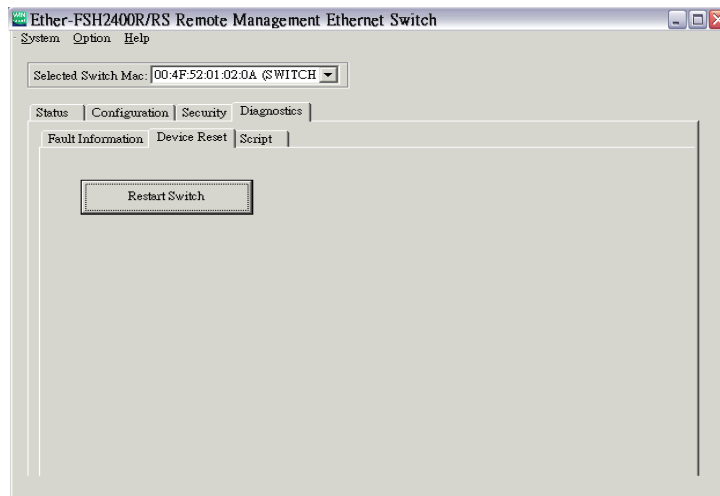 Ether-FSH2400R/RS Remote Management Ethernet Switch
System Option Help
Selected Switch Mac: 00:4F:52:01:02:0A (SWITCH
Status Configuration Security Diagnostics
Fault Information Device Reset Script
Restart Switch